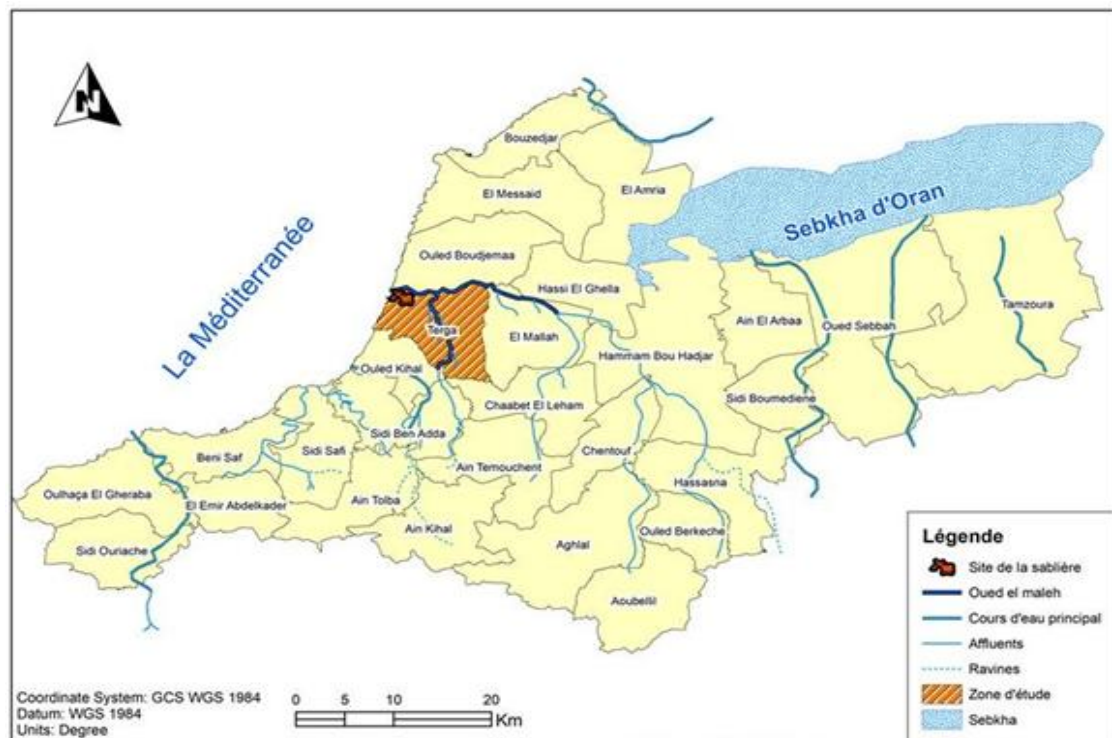 N
Bouzedjar
El Messaid
El Amria
Sebkha d'Oran
La Méditerranée
Ouled Boudjemaa
Hassi El Ghella
Terga
El Mallah
Ain El Arbaa
Oued Sebbah
Tamzoura
Hammam Bou Hadjar
Ouled Kihal
Chaabet El Leham
Sidi Boumediene
Sidi Ben Adda
Beni Saf
Sidi Safi
Chentouf
Ain Temouchent
Hassasna
Oulhaça El Gheraba
El Emir Abdelkader
Ain Tolba
Ain Kihal
Ouled Berkeche
Sidi Ouriache
Aghlal
Aoubellil
Légende
Site de la sablière
Oued el maleh
Cours d'eau principal
Affluents
Ravines
Zone d'étude
Sebkha
Coordinate System: GCS WGS 1984
Datum: WGS 1984
Units: Degree
0 5 10 20
Km